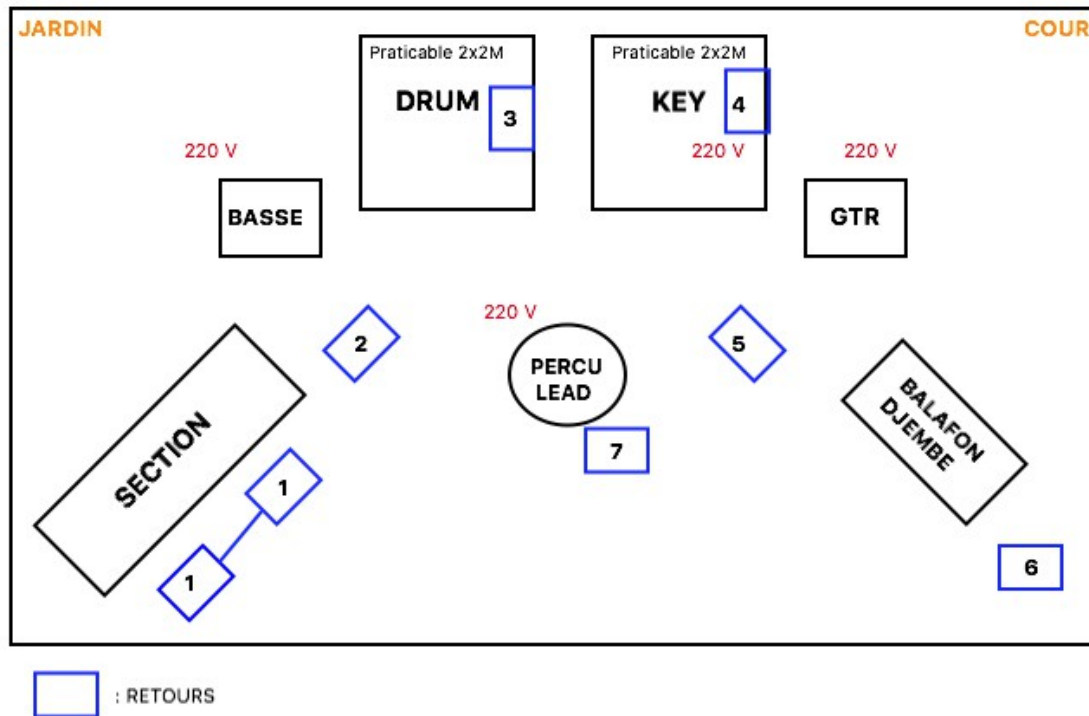 JARDIN
COUR
Praticable 2x2M
DRUM
3
Praticable 2x2M
KEY
4
220 V
220 V
220 V
BASSE
GTR
220 V
2
PERCU
LEAD
5
BALAFON
DJEMBE
SECTION
1
7
1
6
: RETOURS